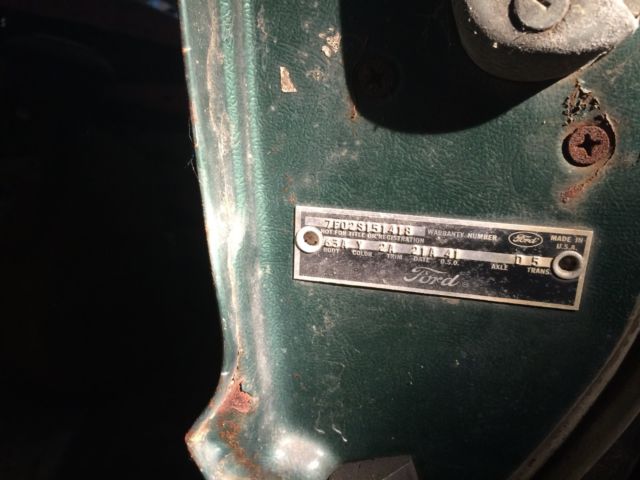 7F02S151418 WARRANTY NUMBER Ford MADE IN
NOT FOR TITLE OR REGISTRATION U.S.A.
63A Y 2A 21A 41 D 5
BODY COLOR TRIM DATE D.S.O. AXLE TRANS.
Ford